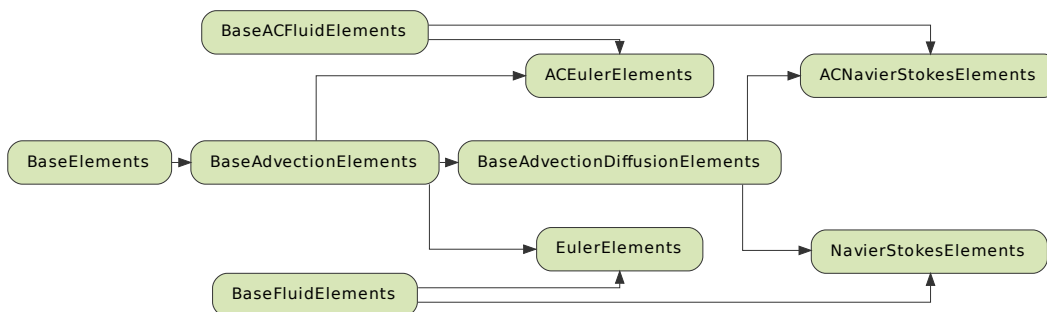 BaseACFluidElements
ACEulerElements
ACNavierStokesElements
BaseElements
BaseAdvectionElements
BaseAdvectionDiffusionElements
EulerElements
NavierStokesElements
BaseFluidElements